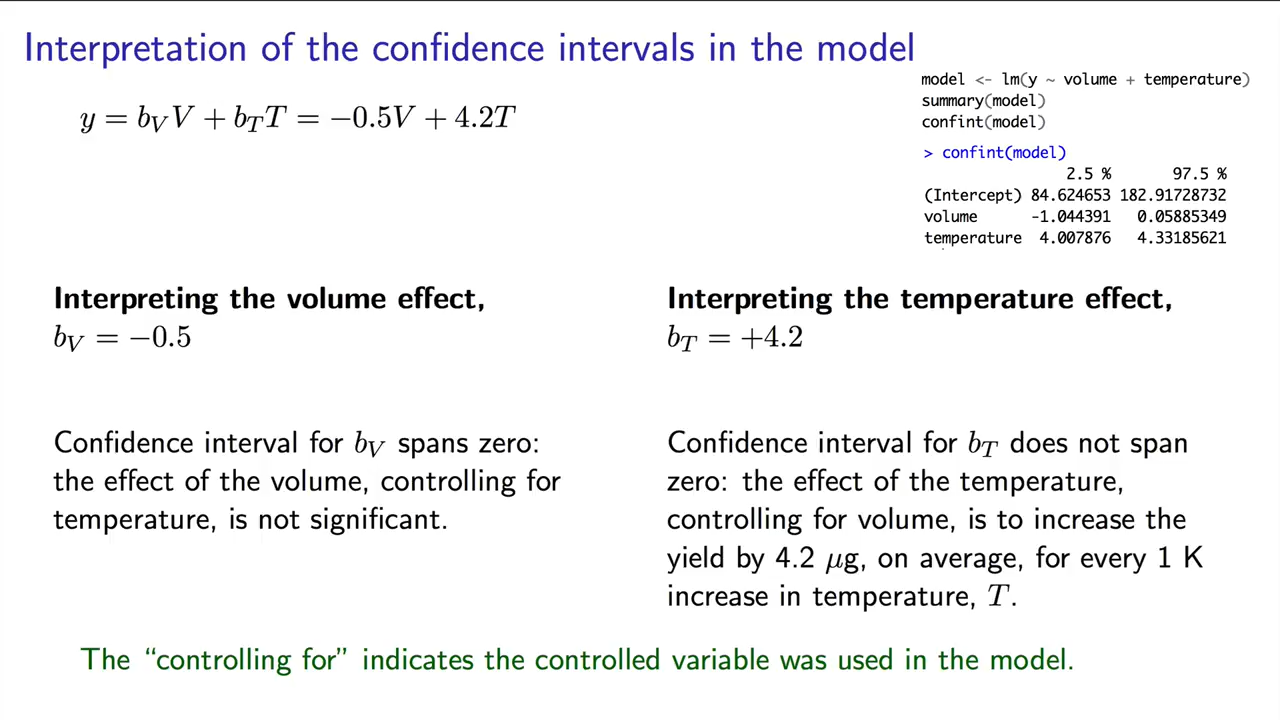 Interpretation of the confidence intervals in the model
model <- lm(y ~ volume + temperature)
summary(model)
confint(model)
y = b_V V + b_T T = −0.5V + 4.2T
> confint(model)
2.5 % 97.5 %
(Intercept) 84.624653 182.91728732
volume -1.044391 0.05885349
temperature 4.007876 4.33185621
Interpreting the volume effect,
b_V = −0.5
Confidence interval for b_V spans zero:
the effect of the volume, controlling for
temperature, is not significant.
Interpreting the temperature effect,
b_T = +4.2
Confidence interval for b_T does not span
zero: the effect of the temperature,
controlling for volume, is to increase the
yield by 4.2 μg, on average, for every 1 K
increase in temperature, T.
The “controlling for” indicates the controlled variable was used in the model.